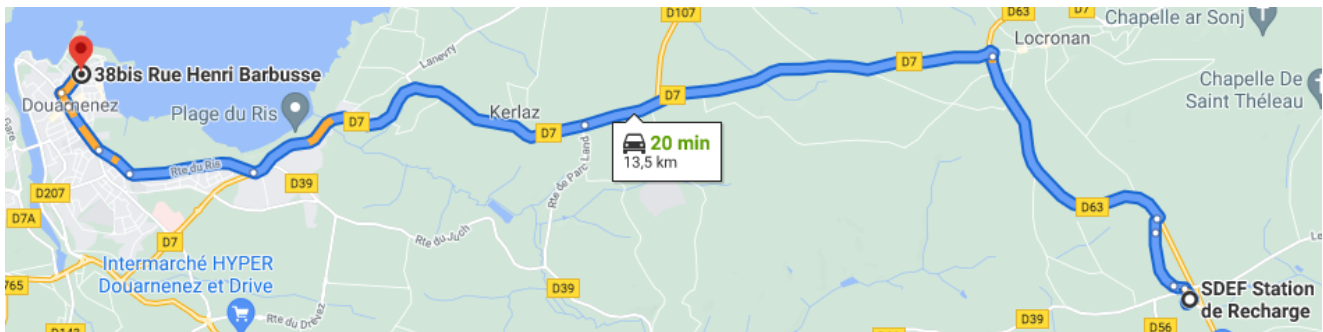 D107
D63
D7
Chapelle ar Sonj
Locronan
38bis Rue Henri Barbusse
Lanevry
D7
Chapelle De
Saint Théleau
Douarnenez
Plage du Ris
D7
Kerlaz
D7
D7
20 min
13,5 km
Gare
Rte du Ris
D39
Rte de Parc Land
D207
D63
D7A
D7
Rte du Juch
Le
Intermarché HYPER
Douarnenez et Drive
D39
SDEF Station
de Recharge
765
Rte du Drévez
D39
D56
D143